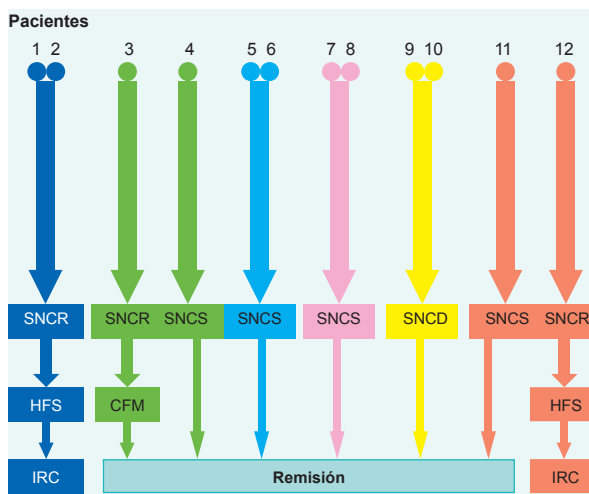 Pacientes
1 2 3 4 5 6 7 8 9 10 11 12
SNCR SNCR SNCS SNCS SNCS SNCD SNCS SNCR
HFS CFM HFS
IRC Remisión IRC